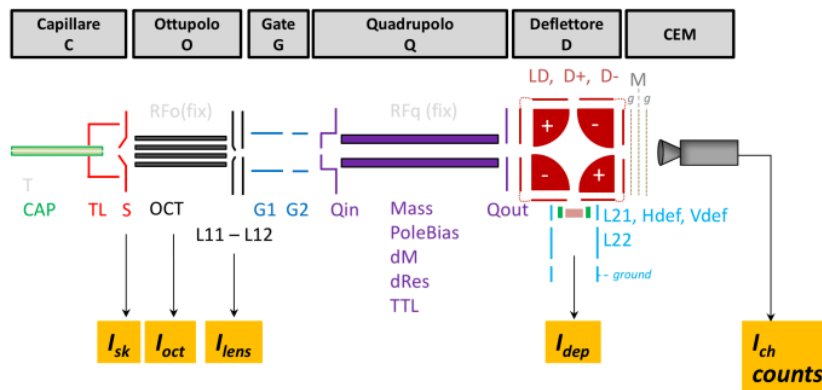 Capillare
C
Ottupolo
O
Gate
G
Quadrupolo
Q
Deflettore
D
CEM
LD, D+, D-
M
g g
RFo(fix)
RFq (fix)
+ -
- +
T
CAP
TL S
OCT
L11 – L12
G1 G2
Qin
Mass
PoleBias
dM
dRes
TTL
Qout
L21, Hdef, Vdef
L22
ground
Isk
Ioct
Ilens
Idep
Ich
counts